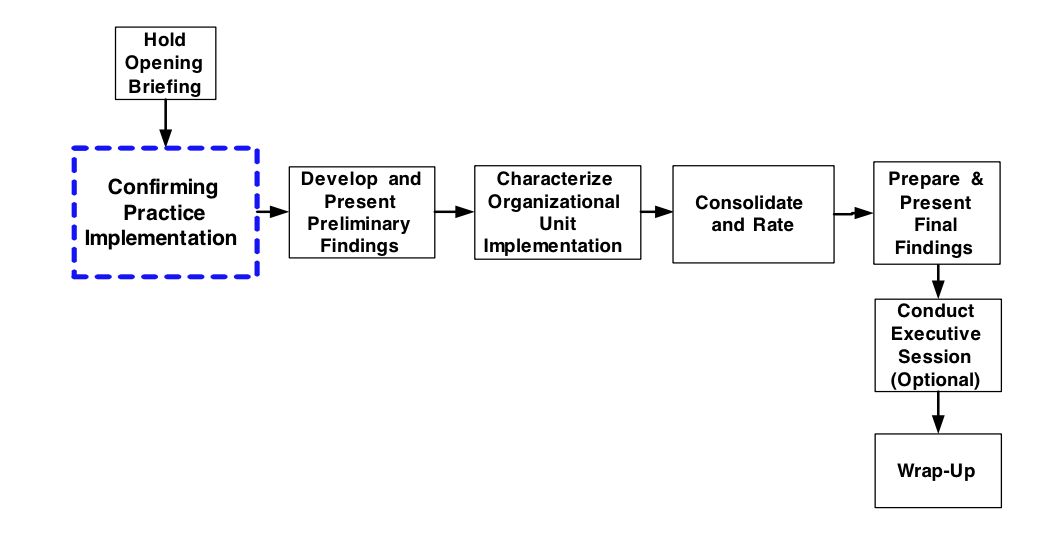 Hold
Opening
Briefing
Confirming
Practice
Implementation
Develop and
Present
Preliminary
Findings
Characterize
Organizational
Unit
Implementation
Consolidate
and Rate
Prepare &
Present
Final
Findings
Conduct
Executive
Session
(Optional)
Wrap-Up